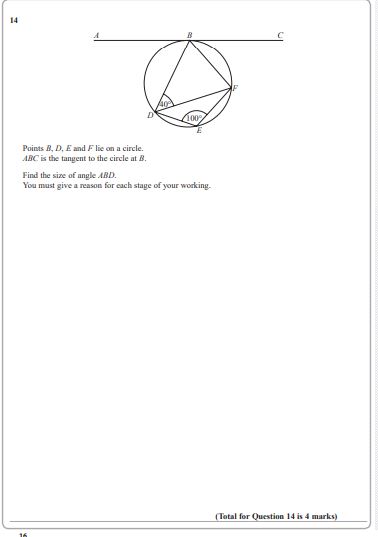 14
A B C
F
40°
D
100°
E
Points B, D, E and F lie on a circle.
ABC is the tangent to the circle at B.
Find the size of angle ABD.
You must give a reason for each stage of your working.
(Total for Question 14 is 4 marks)
16